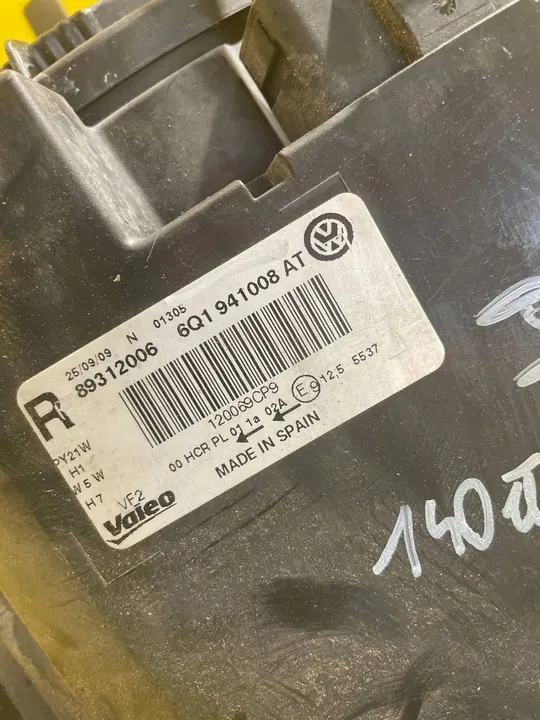 25/09/09 N 01305
R 89312006 6Q1 941008 AT
120069CP9
PY21W
H1
W5W
H7
00 HCR PL 01 1a 02A E9 12,5 5537
MADE IN SPAIN
VF2
Valeo
140